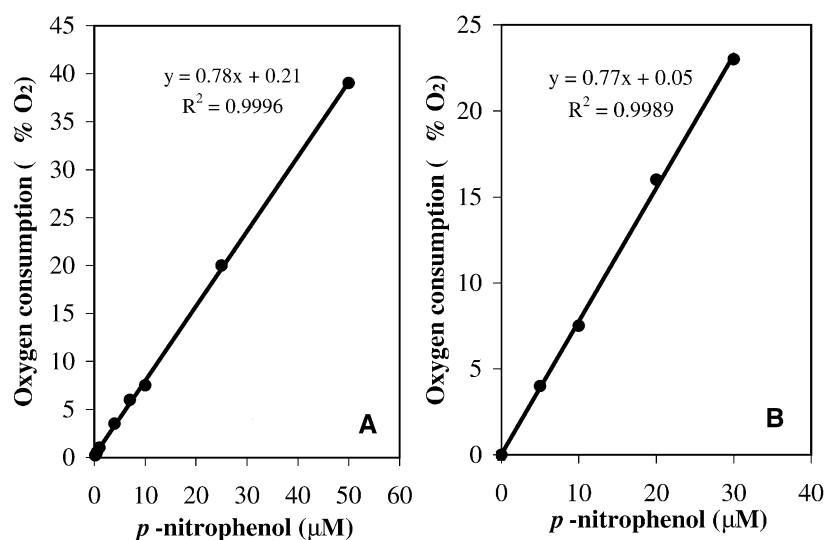 45
40
35
30
25
20
15
10
5
0
Oxygen consumption ( % O2)
y = 0.78x + 0.21
R2 = 0.9996
A
0 10 20 30 40 50 60
p -nitrophenol (μM)
25
20
15
10
5
0
Oxygen consumption ( % O2)
y = 0.77x + 0.05
R2 = 0.9989
B
0 10 20 30 40
p -nitrophenol (μM)